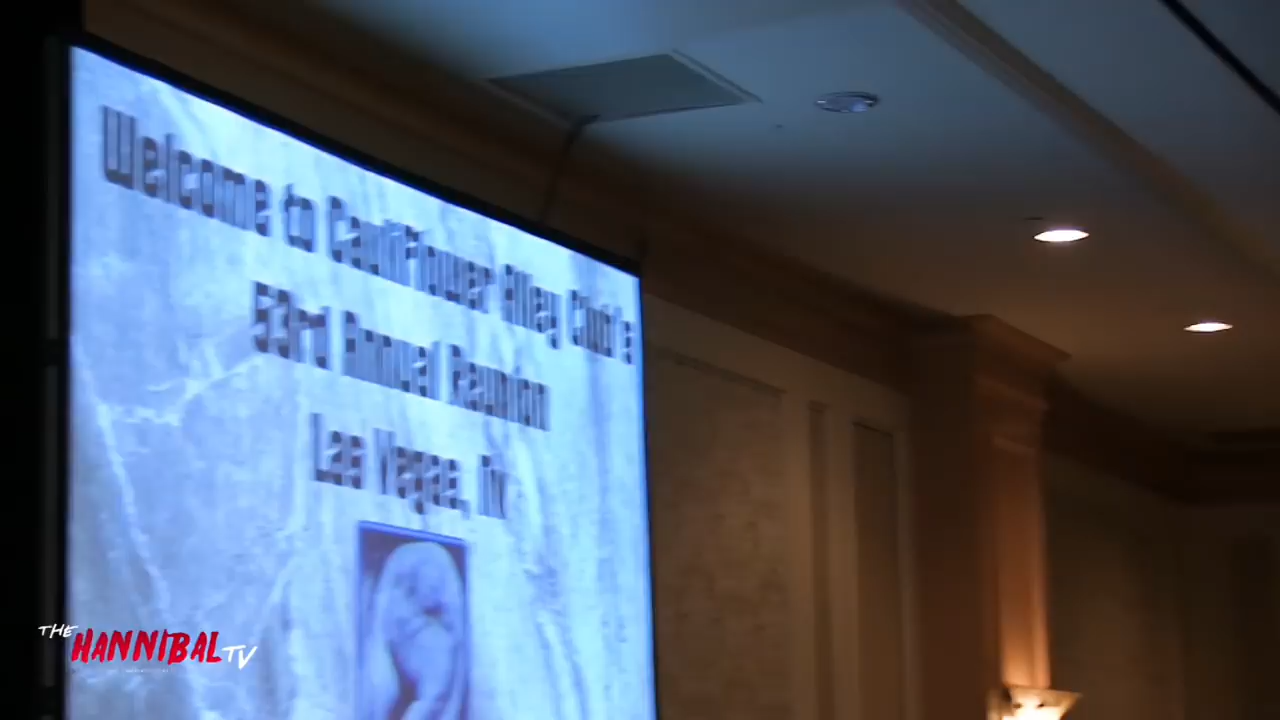 Welcome to Cauliflower Alley Club's
53rd Annual Reunion
Las Vegas, Nv
THE HANNIBAL TV